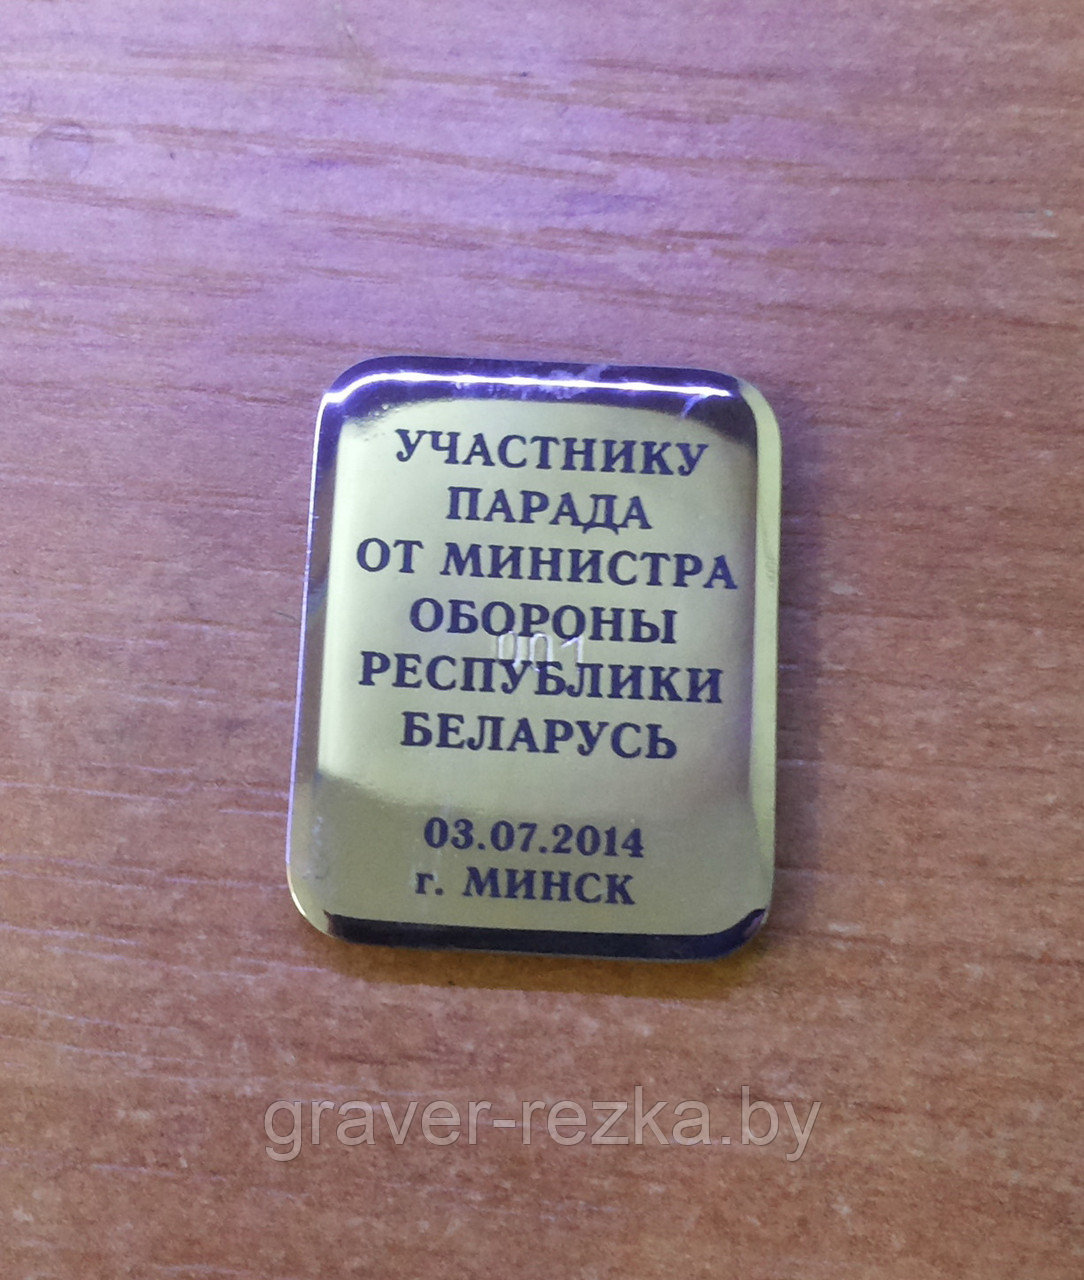 УЧАСТНИКУ
ПАРАДА
ОТ МИНИСТРА
ОБОРОНЫ
001
РЕСПУБЛИКИ
БЕЛАРУСЬ
03.07.2014
г. МИНСК
graver-rezka.by